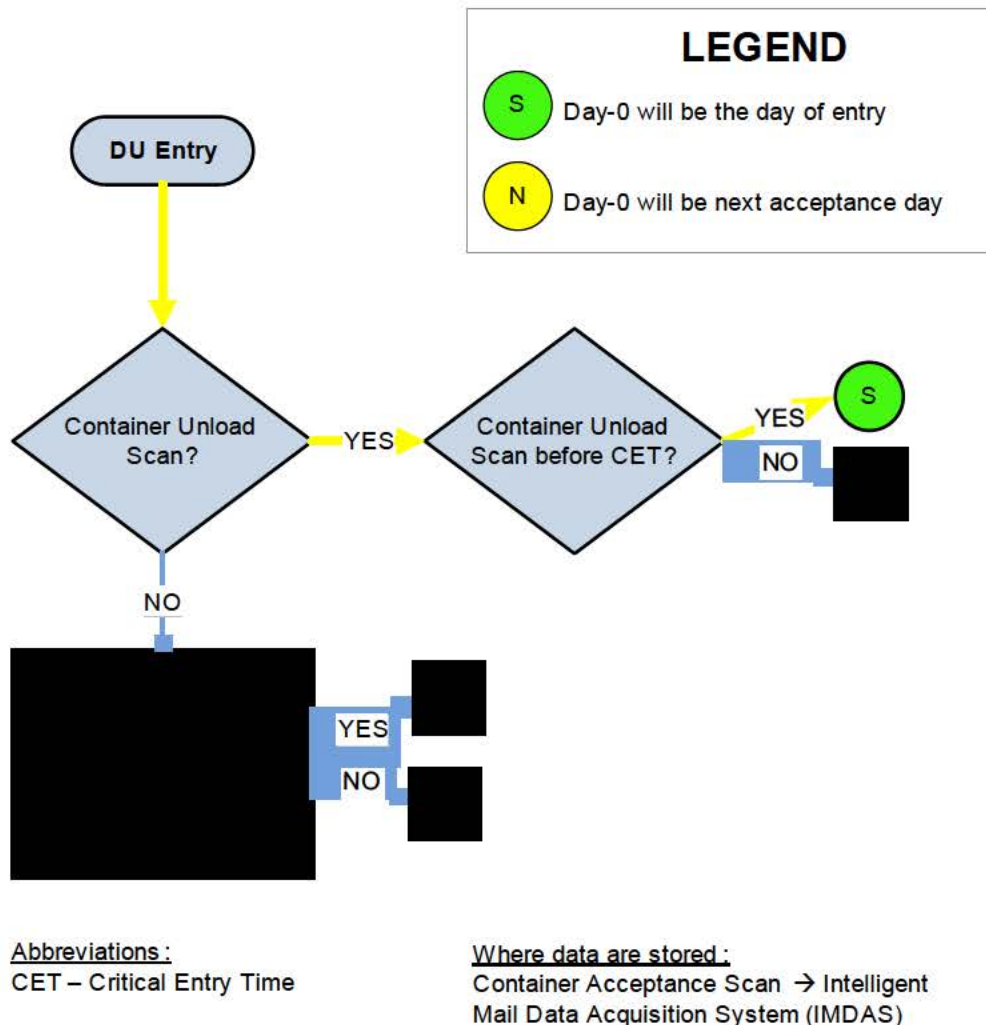 LEGEND
S Day-0 will be the day of entry
N Day-0 will be next acceptance day
DU Entry
Container Unload
Scan?
YES
Container Unload
Scan before CET?
YES
S
NO
NO
YES
NO
Abbreviations :
CET – Critical Entry Time
Where data are stored :
Container Acceptance Scan → Intelligent
Mail Data Acquisition System (IMDAS)